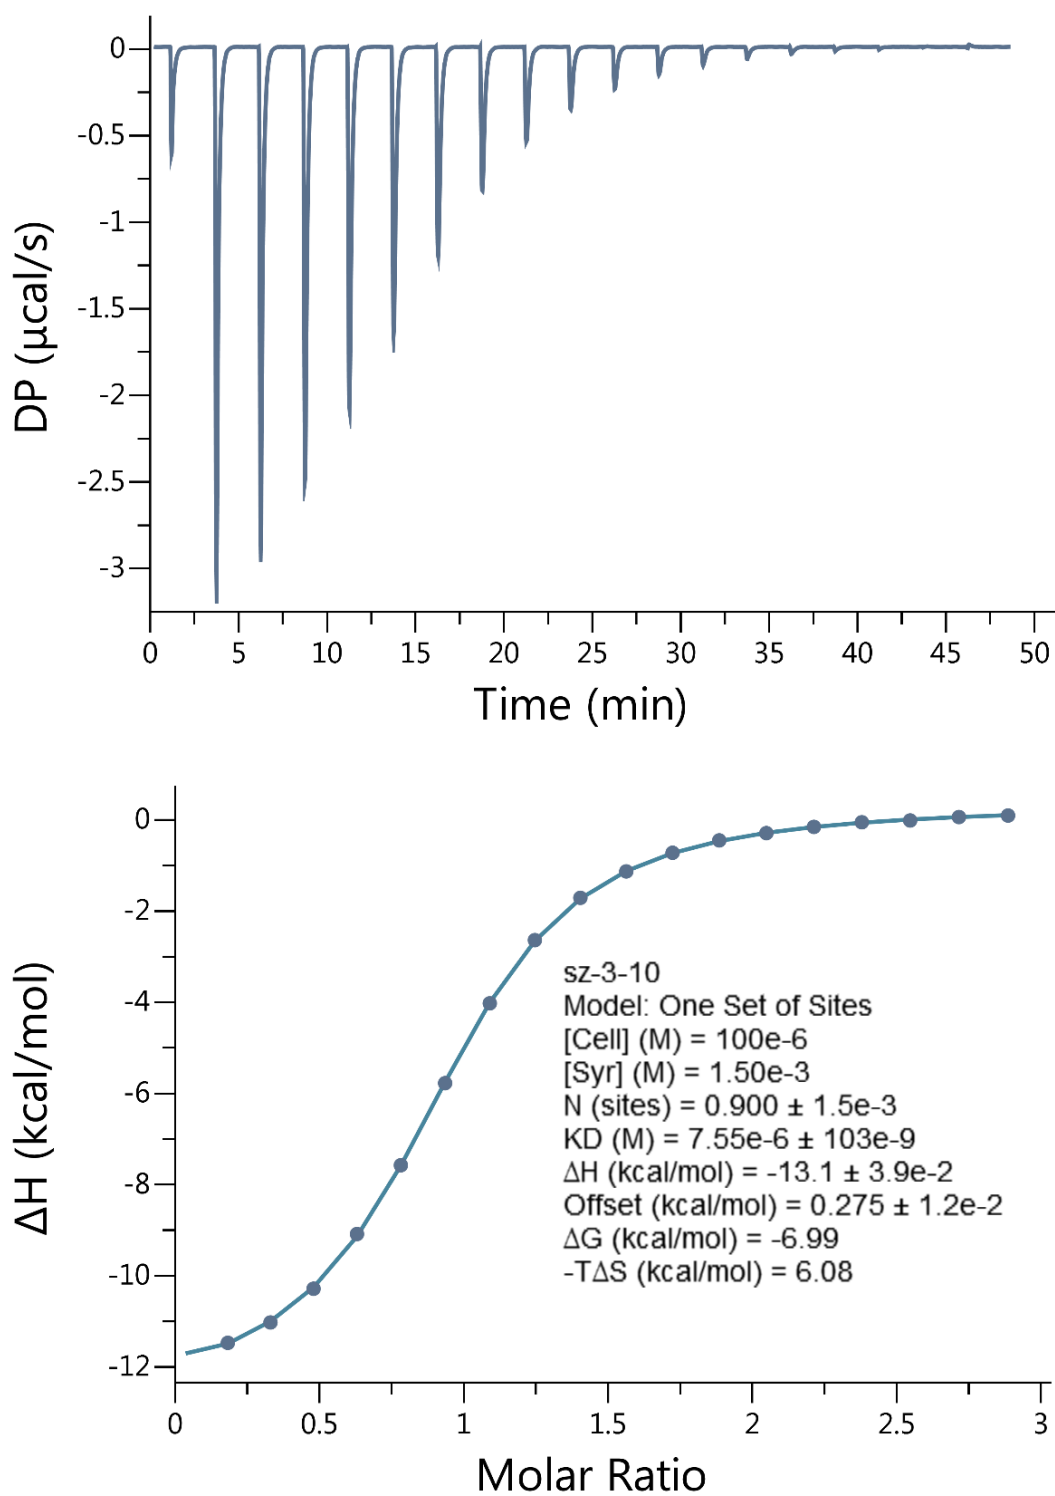 0
-0.5
-1
-1.5
-2
-2.5
-3
DP (µcal/s)
0 5 10 15 20 25 30 35 40 45 50
Time (min)
0
-2
-4
-6
-8
-10
-12
ΔH (kcal/mol)
sz-3-10
Model: One Set of Sites
[Cell] (M) = 100e-6
[Syr] (M) = 1.50e-3
N (sites) = 0.900 ± 1.5e-3
KD (M) = 7.55e-6 ± 103e-9
ΔH (kcal/mol) = -13.1 ± 3.9e-2
Offset (kcal/mol) = 0.275 ± 1.2e-2
ΔG (kcal/mol) = -6.99
-TΔS (kcal/mol) = 6.08
0 0.5 1 1.5 2 2.5 3
Molar Ratio